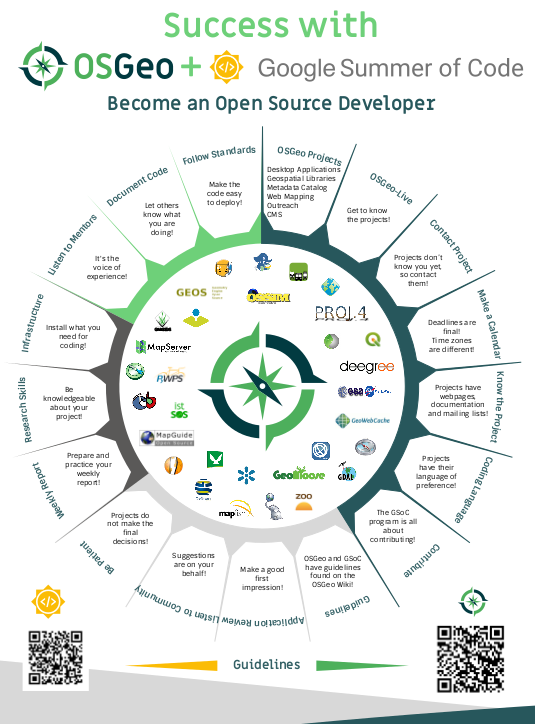 Success with
OSGeo + Google Summer of Code
Become an Open Source Developer
OSGeo Projects
Desktop Applications
Geospatial Libraries
Metadata Catalog
Web Mapping
Outreach
CMS
OSGeo-Live
Get to know
the projects!
Contact Project
Projects don't
know you yet,
so contact
them!
Make a Calendar
Deadlines are
final!
Time zones
are different!
Know the Project
Projects have
webpages,
documentation
and mailing lists!
Coding Language
Projects
have their
language of
preference!
Contribute
The GSoC
program is all
about
contributing!
Guidelines
OSGeo and GSoC
have guidelines
found on the
OSGeo Wiki!
Application Review
Make a good
first
impression!
Listen to Community
Suggestions
are on your
behalf!
Be Patient
Projects do
not make the
final
decisions!
Weekly Report
Prepare and
practice your
weekly
report!
Research Skills
Be
knowledgeable
about your
project!
Infrastructure
Install what you
need for
coding!
Listen to Mentors
It's the
voice of
experience!
Document Code
Let others
know what
you are
doing!
Follow Standards
Make the
code easy
to deploy!
GEOS
PROJ.4
MapServer
deegree
PyWPS
istSOS
GeoWebCache
MapGuide
Open Source
GeoMoose
GDAL
ZOO
Guidelines